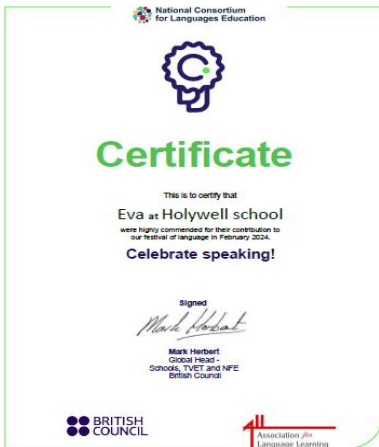 National Consortium
for Languages Education
Certificate
This is to certify that
Eva at Holywell school
were highly commended for their contribution to
our festival of language in February 2024.
Celebrate speaking!
Signed
Mark Herbert
Mark Herbert
Global Head -
Schools, TVET and NFE
British Council
BRITISH
COUNCIL
Association for
Language Learning